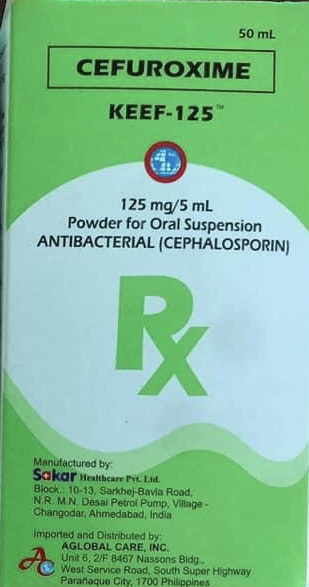 50 mL
CEFUROXIME
KEEF-125™
125 mg/5 mL
Powder for Oral Suspension
ANTIBACTERIAL (CEPHALOSPORIN)
Rx
Manufactured by:
Sakar Healthcare Pvt. Ltd.
Block.: 10-13, Sarkhej-Bavla Road,
N.R. M.N. Desai Petrol Pump, Village -
Changodar, Ahmedabad, India
Imported and Distributed by:
AGLOBAL CARE, INC.
Unit 6, 2/F 8467 Nassons Bldg.,
West Service Road, South Super Highway
Parañaque City, 1700 Philippines